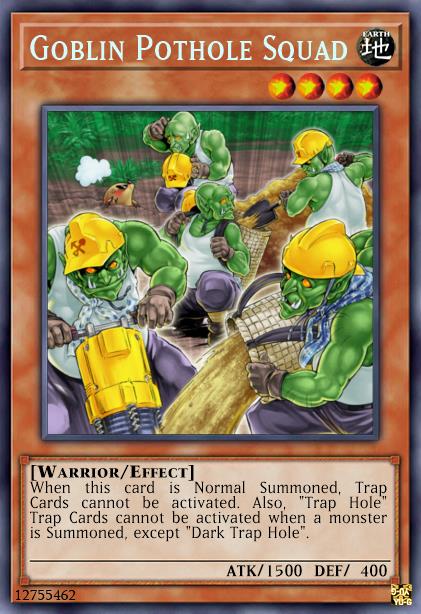 GOBLIN POTHOLE SQUAD
EARTH
地
[WARRIOR/EFFECT]
When this card is Normal Summoned, Trap
Cards cannot be activated. Also, "Trap Hole"
Trap Cards cannot be activated when a monster
is Summoned, except "Dark Trap Hole".
ATK/1500 DEF/ 400
12755462